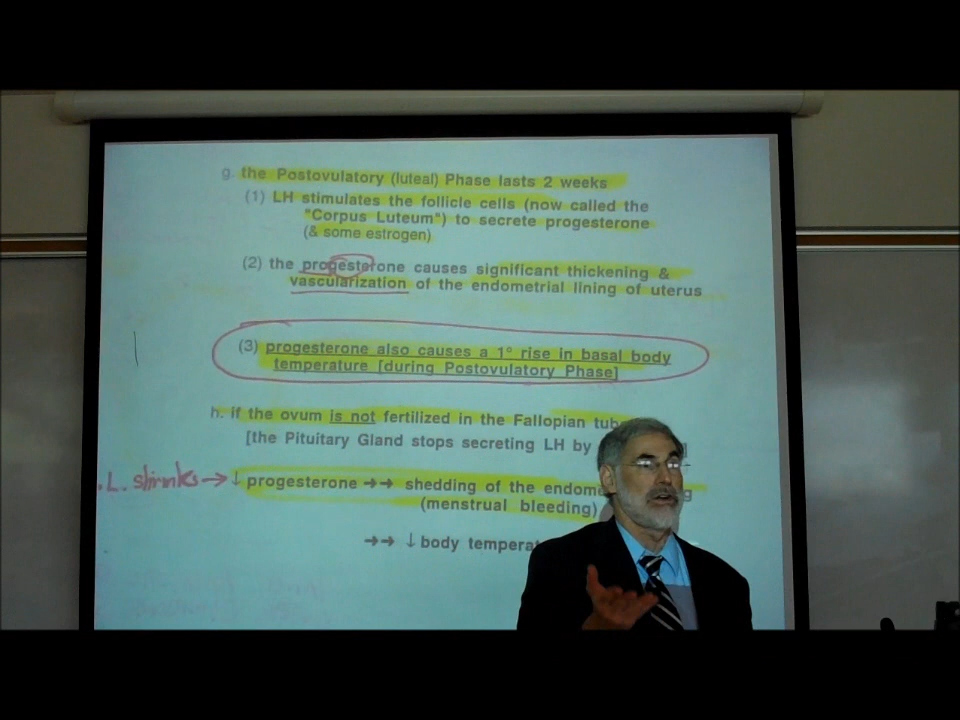 g. the Postovulatory (luteal) Phase lasts 2 weeks
(1) LH stimulates the follicle cells (now called the
"Corpus Luteum") to secrete progesterone
(& some estrogen)
(2) the progesterone causes significant thickening &
vascularization of the endometrial lining of uterus
(3) progesterone also causes a 1° rise in basal body
temperature [during Postovulatory Phase]
h. if the ovum is not fertilized in the Fallopian
[the Pituitary Gland stops secreting LH by
.L. shrinks → ↓ progesterone →→ shedding of the
(menstrual bleeding)
→→ ↓ body